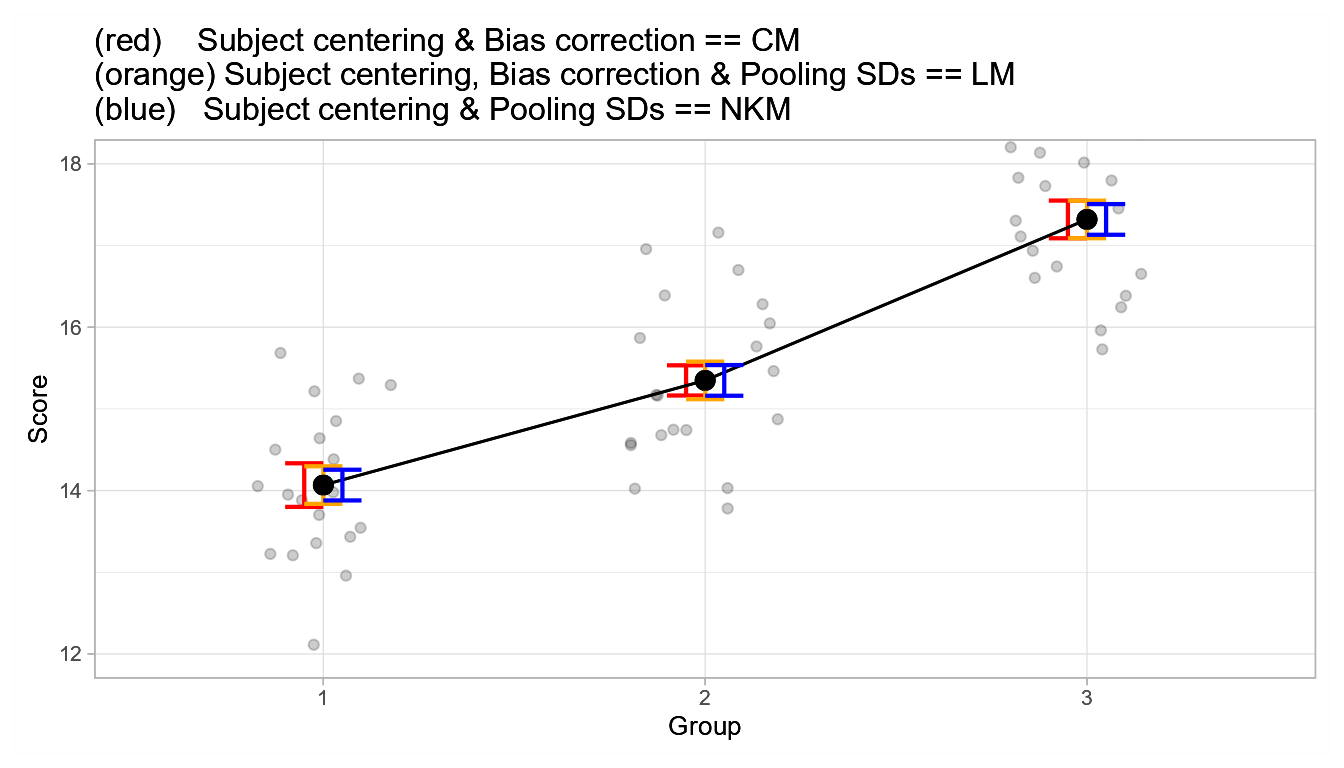 (red) Subject centering & Bias correction == CM
(orange) Subject centering, Bias correction & Pooling SDs == LM
(blue) Subject centering & Pooling SDs == NKM
18
16
14
12
Score
1 2 3
Group